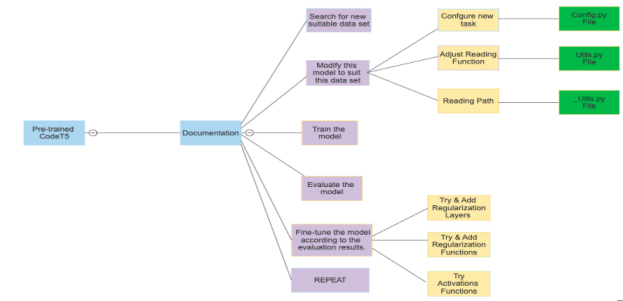 Pre-trained
CodeT5
Documentation
Search for new
suitable data set
Modify this
model to suit
this data set
Train the
model
Evaluate the
model
Fine-tune the model
according to the
evaluation results.
REPEAT
Confgure new
task
Adjust Reading
Function
Reading Path
Config.py
File
Utils.py
File
_Utils.py
File
Try & Add
Regularization
Layers
Try & Add
Regularization
Functions
Try
Activations
Functions